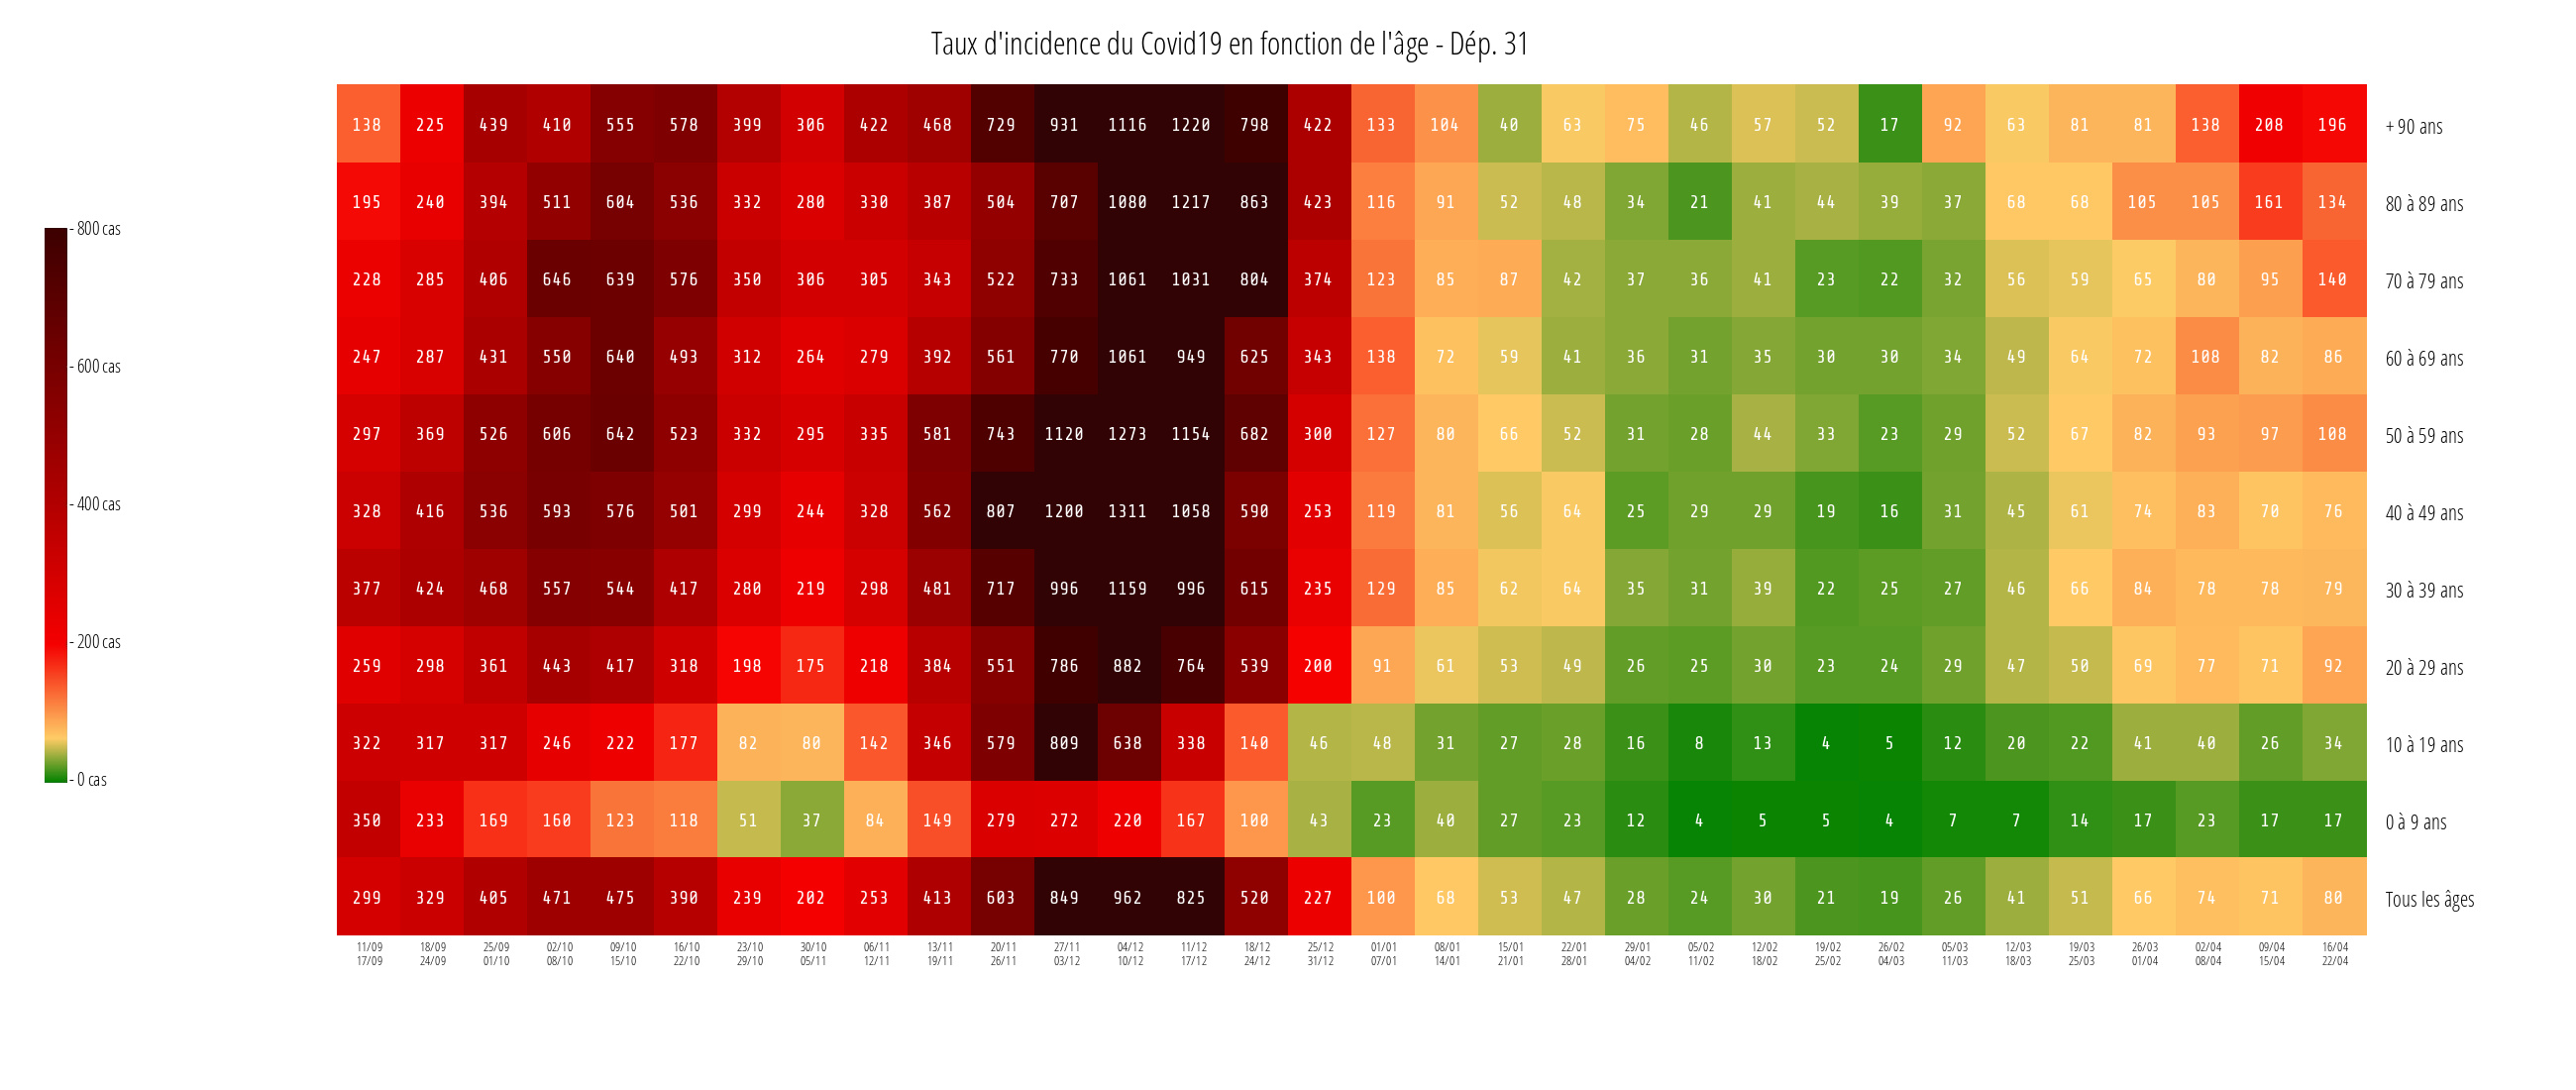 Taux d'incidence du Covid19 en fonction de l'âge - Dép. 31
- 800 cas
- 600 cas
- 400 cas
- 200 cas
- 0 cas
138 225 439 410 555 578 399 306 422 468 729 931 1116 1220 798 422 133 104 40 63 75 46 57 52 17 92 63 81 81 138 208 196 + 90 ans
195 240 394 511 604 536 332 280 330 387 504 707 1080 1217 863 423 116 91 52 48 34 21 41 44 39 37 68 68 105 105 161 134 80 à 89 ans
228 285 406 646 639 576 350 306 305 343 522 733 1061 1031 804 374 123 85 87 42 37 36 41 23 22 32 56 59 65 80 95 140 70 à 79 ans
247 287 431 550 640 493 312 264 279 392 561 770 1061 949 625 343 138 72 59 41 36 31 35 30 30 34 49 64 72 108 82 86 60 à 69 ans
297 369 526 606 642 523 332 295 335 581 743 1120 1273 1154 682 300 127 80 66 52 31 28 44 33 23 29 52 67 82 93 97 108 50 à 59 ans
328 416 536 593 576 501 299 244 328 562 807 1200 1311 1058 590 253 119 81 56 64 25 29 29 19 16 31 45 61 74 83 70 76 40 à 49 ans
377 424 468 557 544 417 280 219 298 481 717 996 1159 996 615 235 129 85 62 64 35 31 39 22 25 27 46 66 84 78 78 79 30 à 39 ans
259 298 361 443 417 318 198 175 218 384 551 786 882 764 539 200 91 61 53 49 26 25 30 23 24 29 47 50 69 77 71 92 20 à 29 ans
322 317 317 246 222 177 82 80 142 346 579 809 638 338 140 46 48 31 27 28 16 8 13 4 5 12 20 22 41 40 26 34 10 à 19 ans
350 233 169 160 123 118 51 37 84 149 279 272 220 167 100 43 23 40 27 23 12 4 5 5 4 7 7 14 17 23 17 17 0 à 9 ans
299 329 405 471 475 390 239 202 253 413 603 849 962 825 520 227 100 68 53 47 28 24 30 21 19 26 41 51 66 74 71 80 Tous les âges
11/09 18/09 25/09 02/10 09/10 16/10 23/10 30/10 06/11 13/11 20/11 27/11 04/12 11/12 18/12 25/12 01/01 08/01 15/01 22/01 29/01 05/02 12/02 19/02 26/02 05/03 12/03 19/03 26/03 02/04 09/04 16/04
17/09 24/09 01/10 08/10 15/10 22/10 29/10 05/11 12/11 19/11 26/11 03/12 10/12 17/12 24/12 31/12 07/01 14/01 21/01 28/01 04/02 11/02 18/02 25/02 04/03 11/03 18/03 25/03 01/04 08/04 15/04 22/04